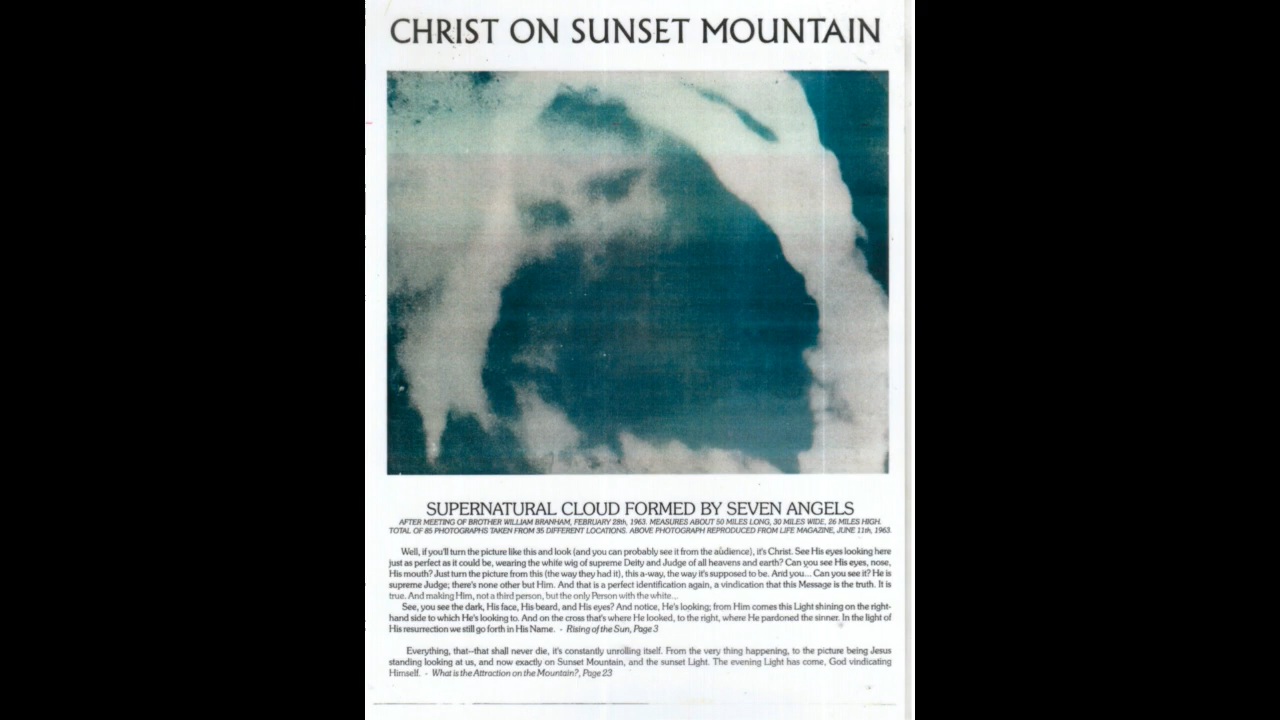 CHRIST ON SUNSET MOUNTAIN
SUPERNATURAL CLOUD FORMED BY SEVEN ANGELS
AFTER MEETING OF BROTHER WILLIAM BRANHAM, FEBRUARY 28th, 1963. MEASURES ABOUT 50 MILES LONG, 30 MILES WIDE, 26 MILES HIGH.
TOTAL OF 85 PHOTOGRAPHS TAKEN FROM 35 DIFFERENT LOCATIONS. ABOVE PHOTOGRAPH REPRODUCED FROM LIFE MAGAZINE, JUNE 11th, 1963.
Well, if you'll turn the picture like this and look (and you can probably see it from the audience), it's Christ. See His eyes looking here
just as perfect as it could be, wearing the white wig of supreme Deity and Judge of all heavens and earth? Can you see His eyes, nose,
His mouth? Just turn the picture from this (the way they had it), this a-way, the way it's supposed to be. And you... Can you see it? He is
supreme Judge; there's none other but Him. And that is a perfect identification again, a vindication that this Message is the truth. It is
true. And making Him, not a third person, but the only Person with the white...
See, you see the dark, His face, His beard, and His eyes? And notice, He's looking; from Him comes this Light shining on the right-
hand side to which He's looking to. And on the cross that's where He looked, to the right, where He pardoned the sinner. In the light of
His resurrection we still go forth in His Name. - Rising of the Sun, Page 3
Everything, that--that shall never die, it's constantly unrolling itself. From the very thing happening, to the picture being Jesus
standing looking at us, and now exactly on Sunset Mountain, and the sunset Light. The evening Light has come, God vindicating
Himself. - What is the Attraction on the Mountain?, Page 23